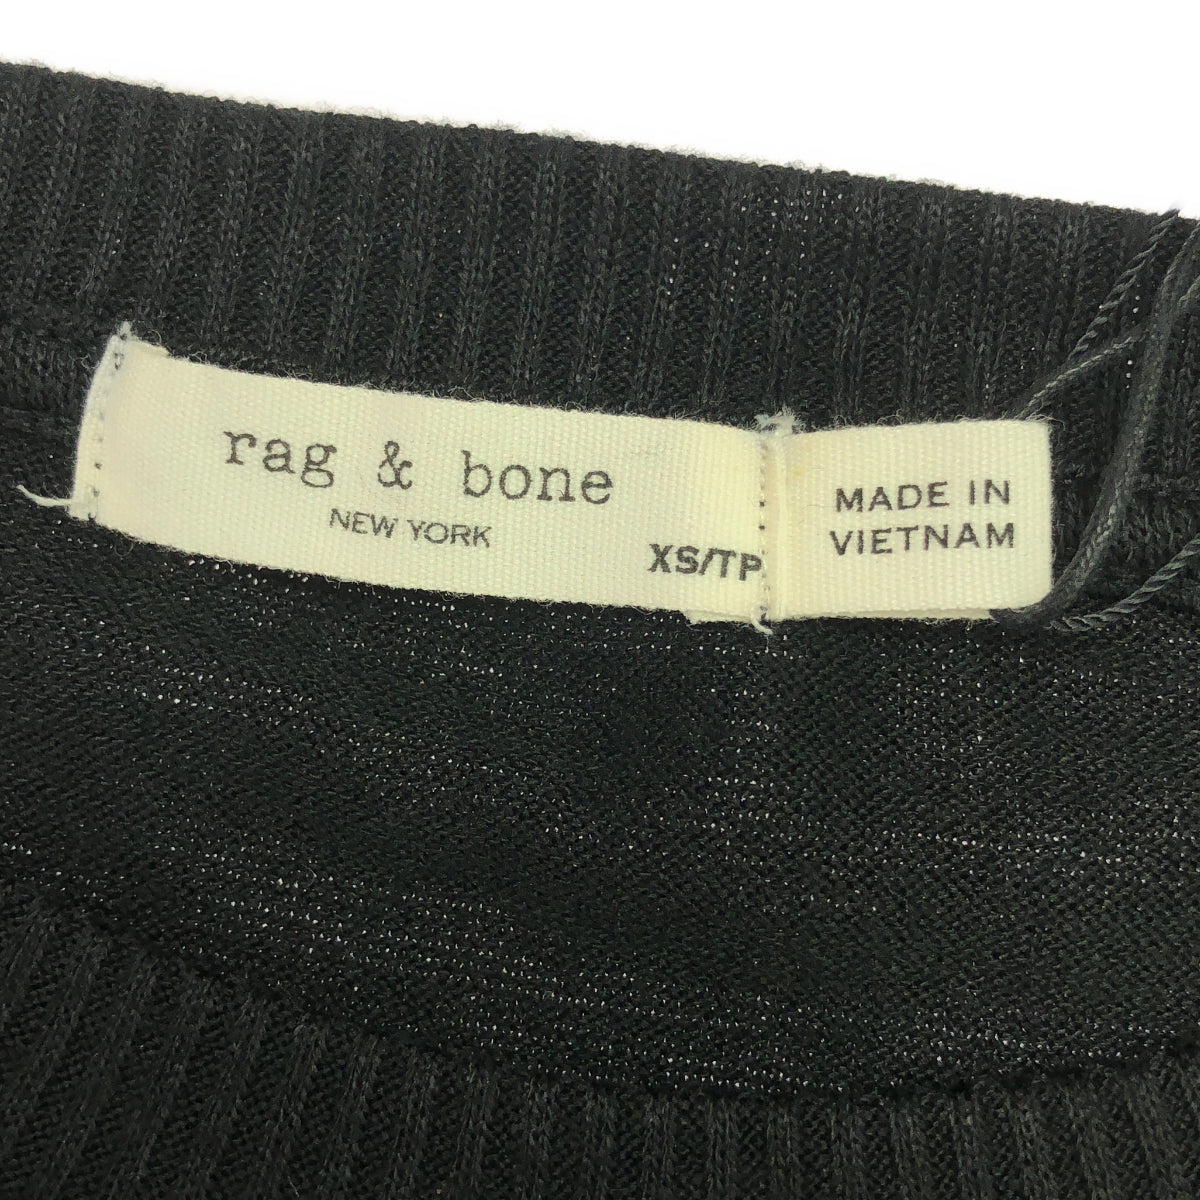 rag & bone
NEW YORK
XS/TP
MADE IN
VIETNAM